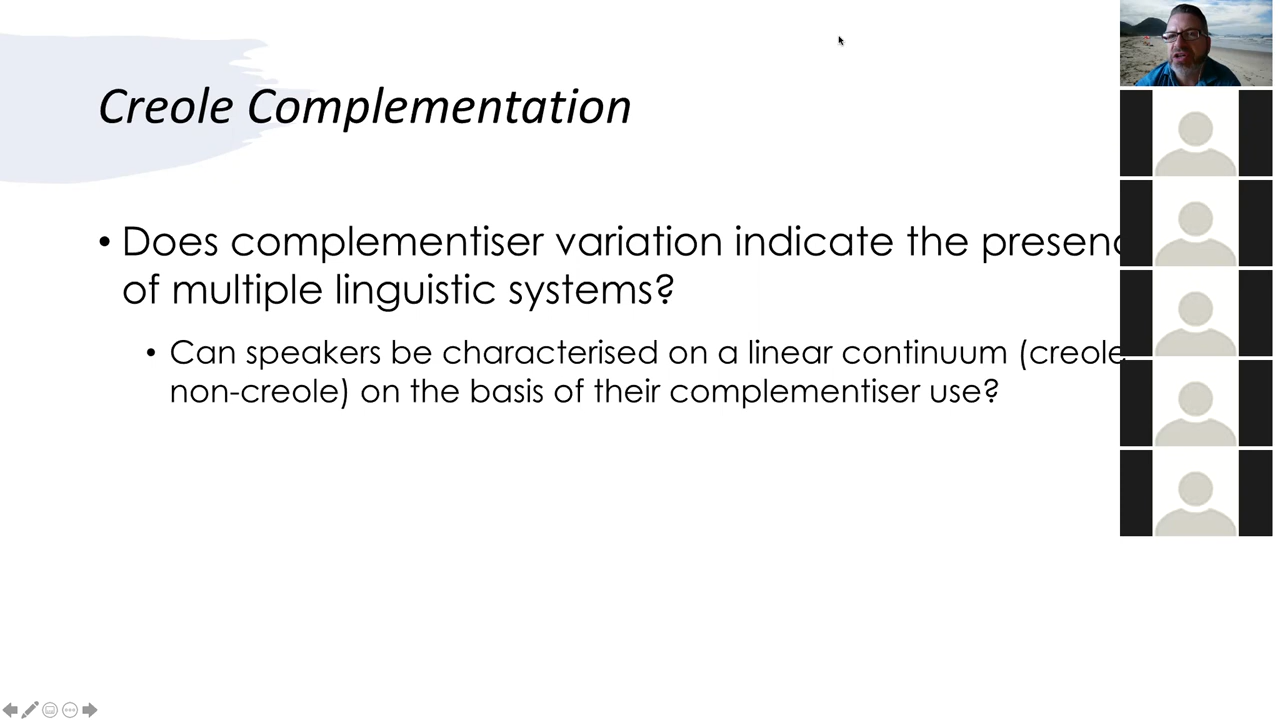 Creole Complementation
• Does complementiser variation indicate the
of multiple linguistic systems?
• Can speakers be characterised on a linear continuum (creole
non-creole) on the basis of their complementiser use?